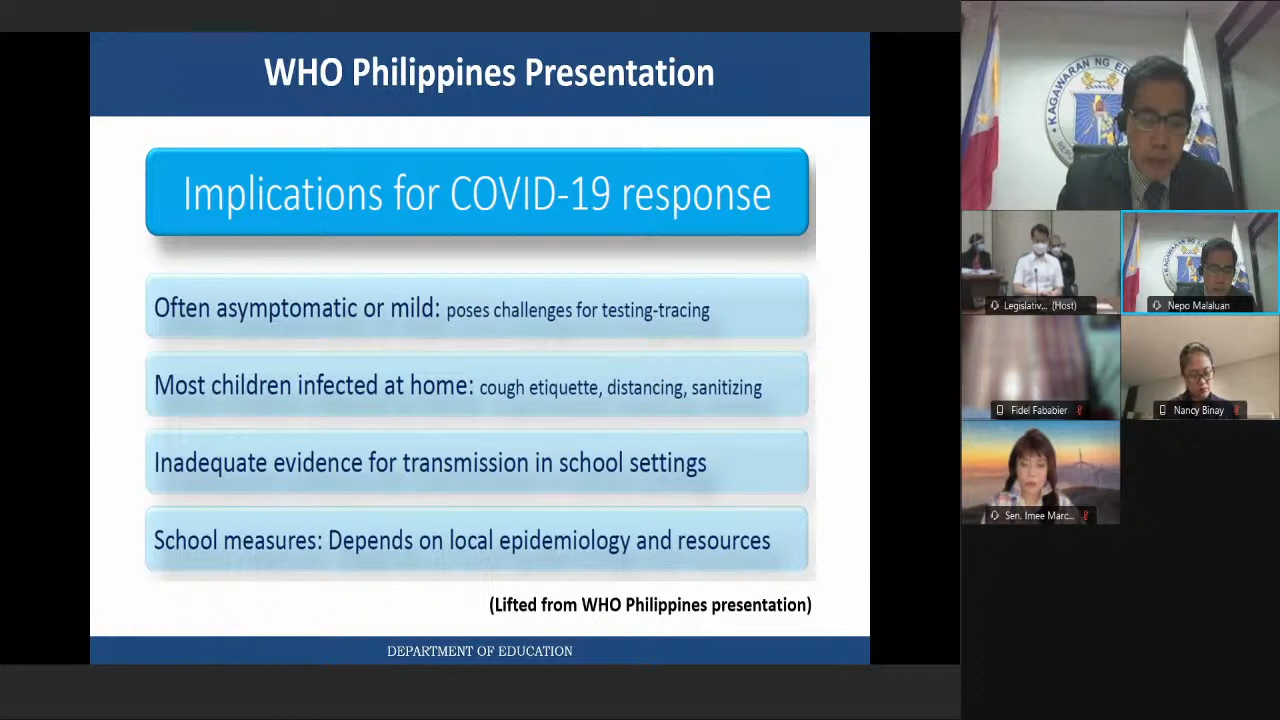 WHO Philippines Presentation
Implications for COVID-19 response
Often asymptomatic or mild: poses challenges for testing-tracing
Most children infected at home: cough etiquette, distancing, sanitizing
Inadequate evidence for transmission in school settings
School measures: Depends on local epidemiology and resources
(Lifted from WHO Philippines presentation)
DEPARTMENT OF EDUCATION
KAGAWARAN NG
Legislativ... (Host)
Nepo Malaluan
Fidel Fababier
Nancy Binay
Sen. Imee Marc...